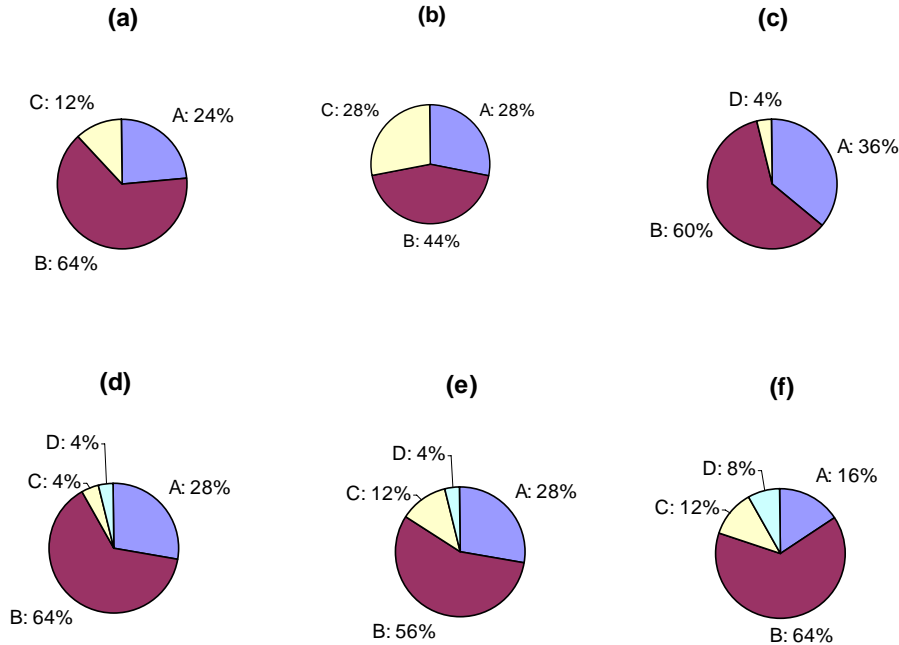 (a)
(b)
(c)
C: 12%
A: 24%
B: 64%
C: 28%
A: 28%
B: 44%
D: 4%
A: 36%
B: 60%
(d)
(e)
(f)
D: 4%
C: 4%
A: 28%
B: 64%
D: 4%
C: 12%
A: 28%
B: 56%
D: 8%
A: 16%
C: 12%
B: 64%